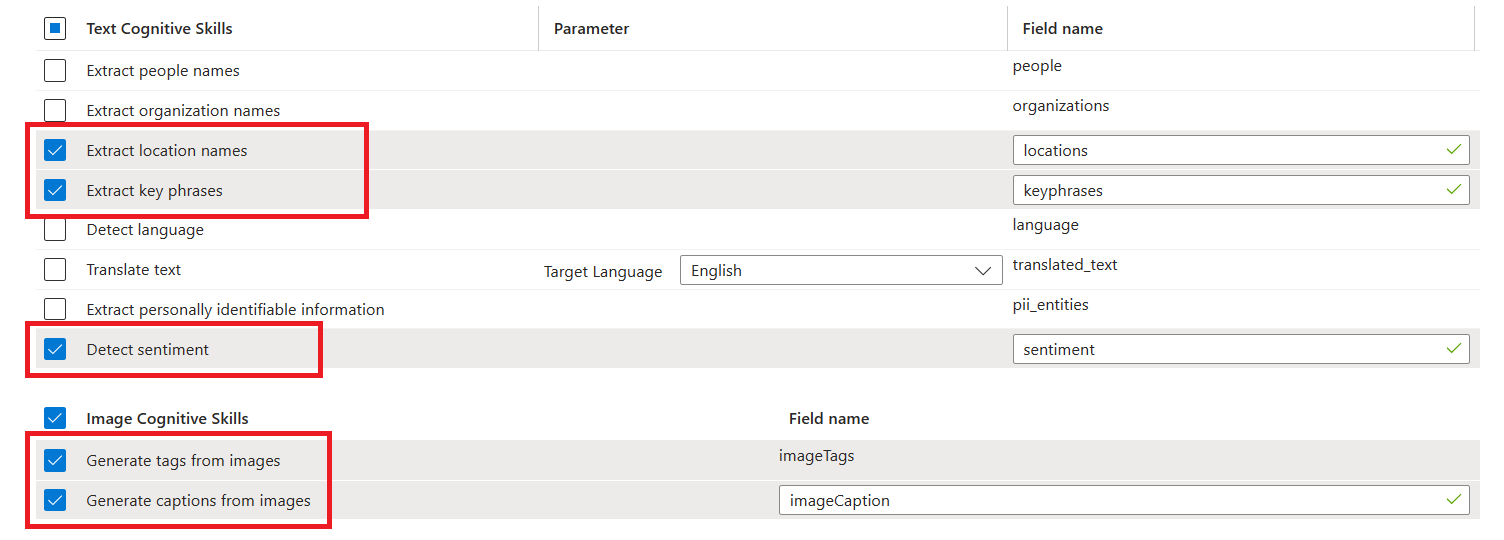 Text Cognitive Skills Parameter Field name
Extract people names people
Extract organization names organizations
Extract location names locations
Extract key phrases keyphrases
Detect language language
Translate text Target Language English translated_text
Extract personally identifiable information pii_entities
Detect sentiment sentiment
Image Cognitive Skills Field name
Generate tags from images imageTags
Generate captions from images imageCaption